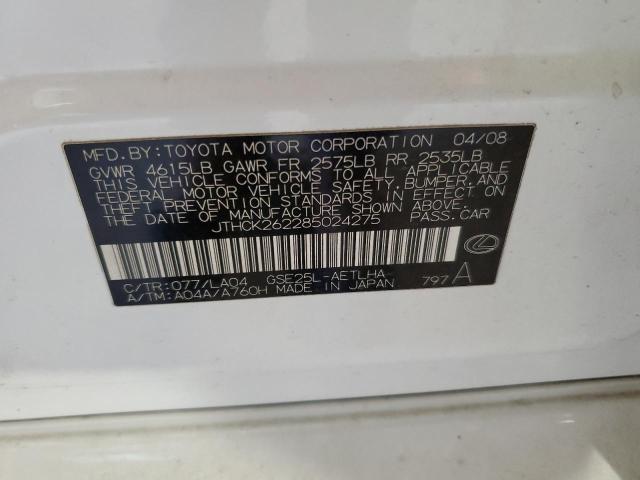 MFD.BY:TOYOTA MOTOR CORPORATION 04/08
GVWR 4615LB GAWR FR 2575LB RR 2535LB
THIS VEHICLE CONFORMS TO ALL APPLICABLE
FEDERAL MOTOR VEHICLE SAFETY, BUMPER, AND
THEFT PREVENTION STANDARDS IN EFFECT ON
THE DATE OF MANUFACTURE SHOWN ABOVE.
JTHCK262285024275 PASS.CAR
C/TR:077/LA04 GSE25L-AETLHA
A/TM:A04A/A760H MADE IN JAPAN 797 A